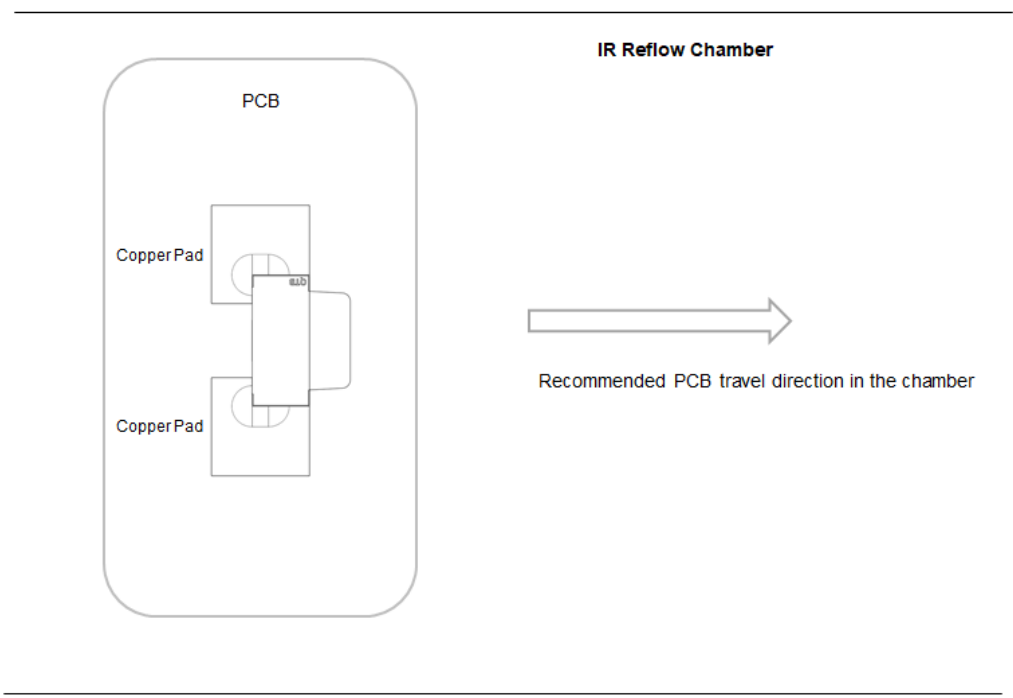 IR Reflow Chamber
PCB
Copper Pad
Copper Pad
Recommended PCB travel direction in the chamber